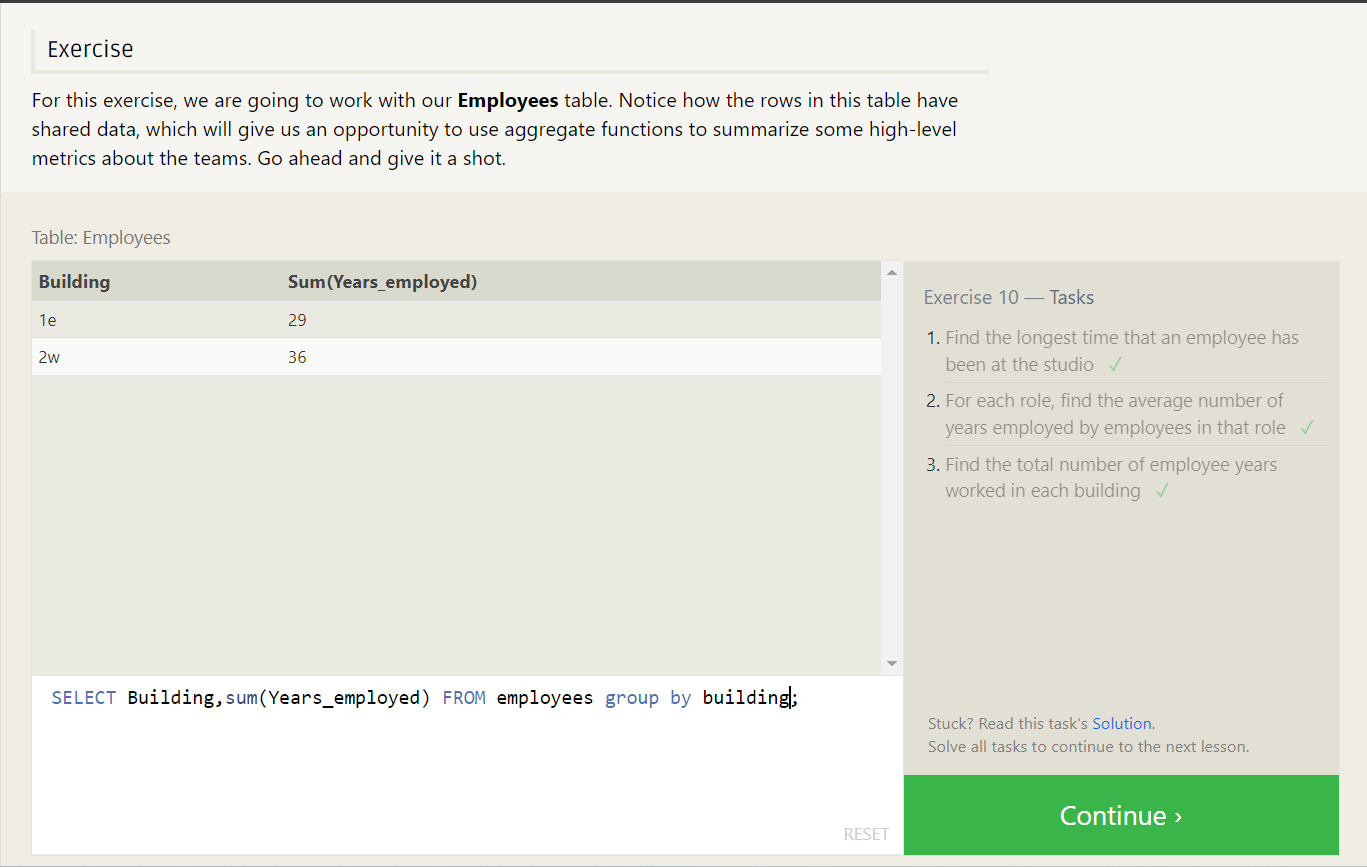 Exercise
For this exercise, we are going to work with our Employees table. Notice how the rows in this table have
shared data, which will give us an opportunity to use aggregate functions to summarize some high-level
metrics about the teams. Go ahead and give it a shot.
Table: Employees
Building Sum(Years_employed)
1e 29
2w 36
SELECT Building,sum(Years_employed) FROM employees group by building;
RESET
Exercise 10 — Tasks
1. Find the longest time that an employee has
been at the studio ✓
2. For each role, find the average number of
years employed by employees in that role ✓
3. Find the total number of employee years
worked in each building ✓
Stuck? Read this task's Solution.
Solve all tasks to continue to the next lesson.
Continue ›